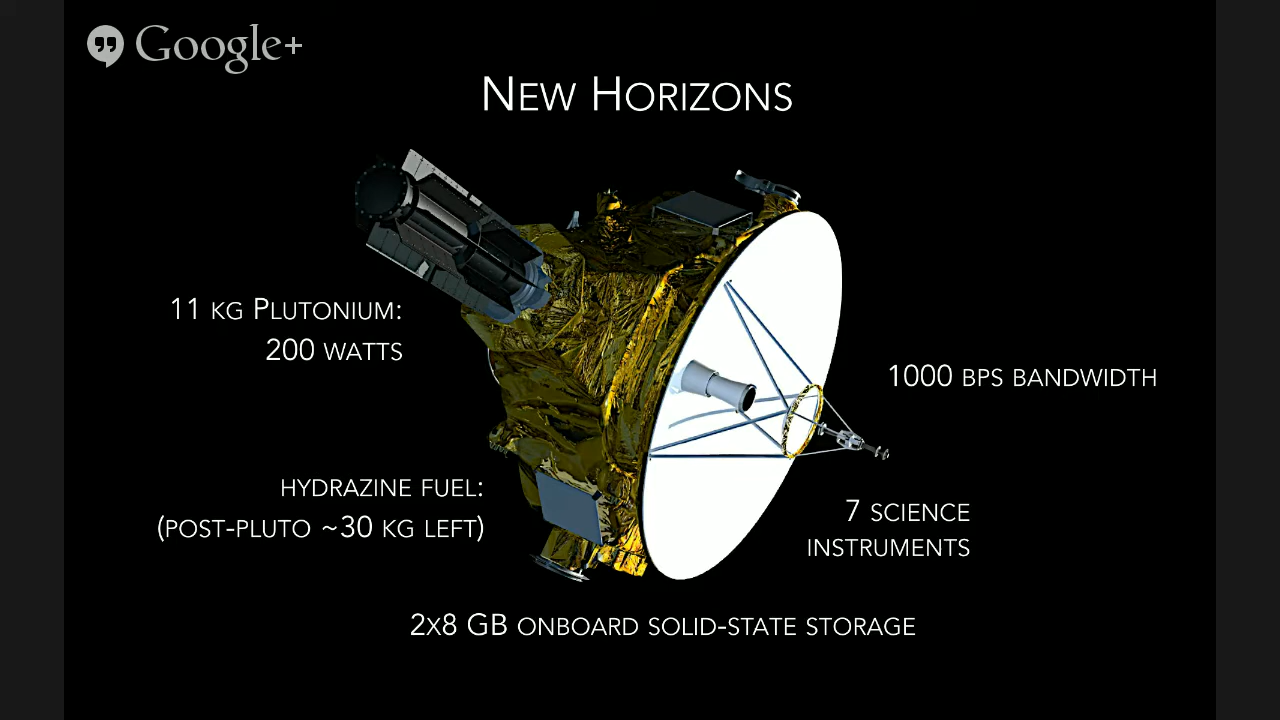 Google+
New Horizons
11 kg Plutonium:
200 watts
1000 bps bandwidth
hydrazine fuel:
(post-Pluto ~30 kg left)
7 science
instruments
2x8 GB onboard solid-state storage